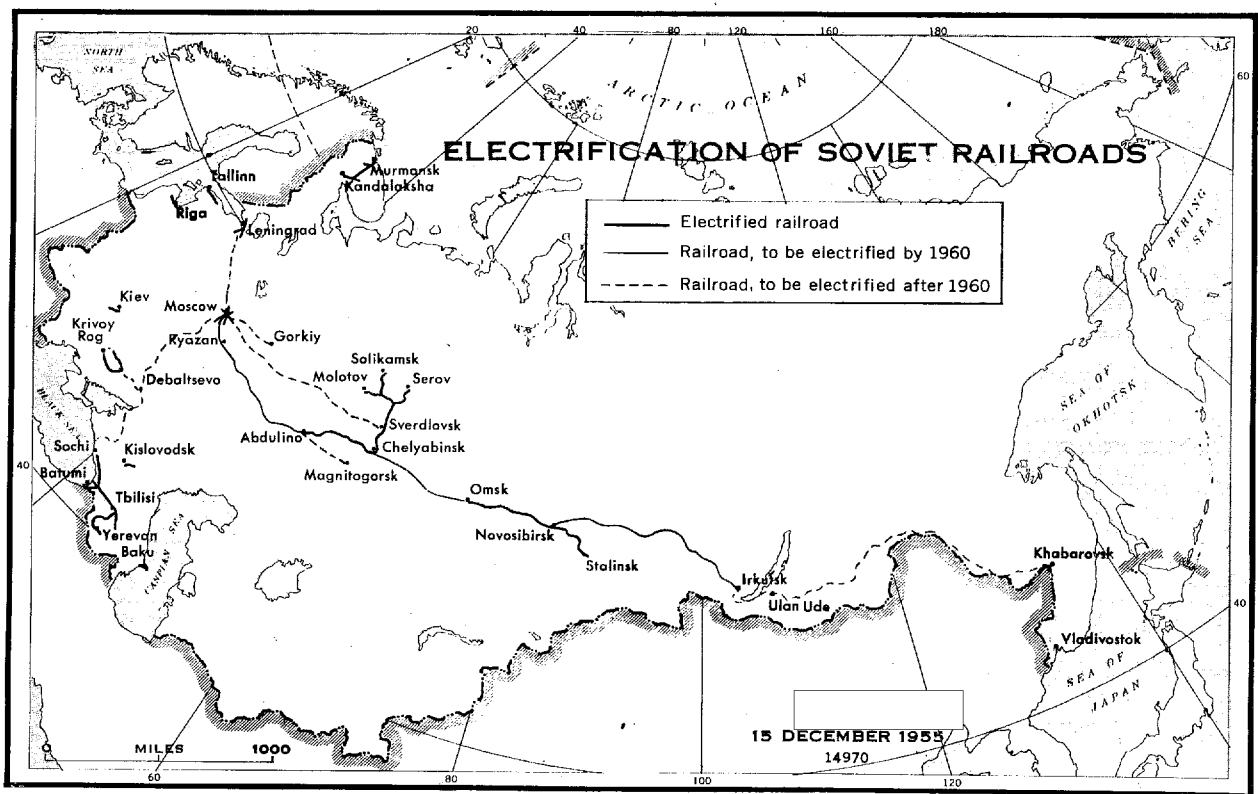 20 40 80 120 160 180
60
NORTH
SEA
ARCTIC OCEAN
ELECTRIFICATION OF SOVIET RAILROADS
Murmansk
Kandalaksha
Tallinn
Riga
Leningrad
BERING
SEA
Electrified railroad
Railroad, to be electrified by 1960
Railroad, to be electrified after 1960
Kiev
Moscow
Krivoy
Rog
Ryazan
Gorkiy
Solikamsk
Molotov
Serov
Debaltsevo
BLACK SEA
SEA OF
OKHOTSK
Sverdlovsk
Abdulino
Chelyabinsk
Sochi
Kislovodsk
Magnitogorsk
40
Batumi
Omsk
Tbilisi
Novosibirsk
Yerevan
Baku
CASPIAN SEA
Stalinsk
Khabarovsk
Irkutsk
Ulan Ude
40
Vladivostok
SEA OF
JAPAN
15 DECEMBER 1955
14970
0 MILES 1000
60 80 100 120